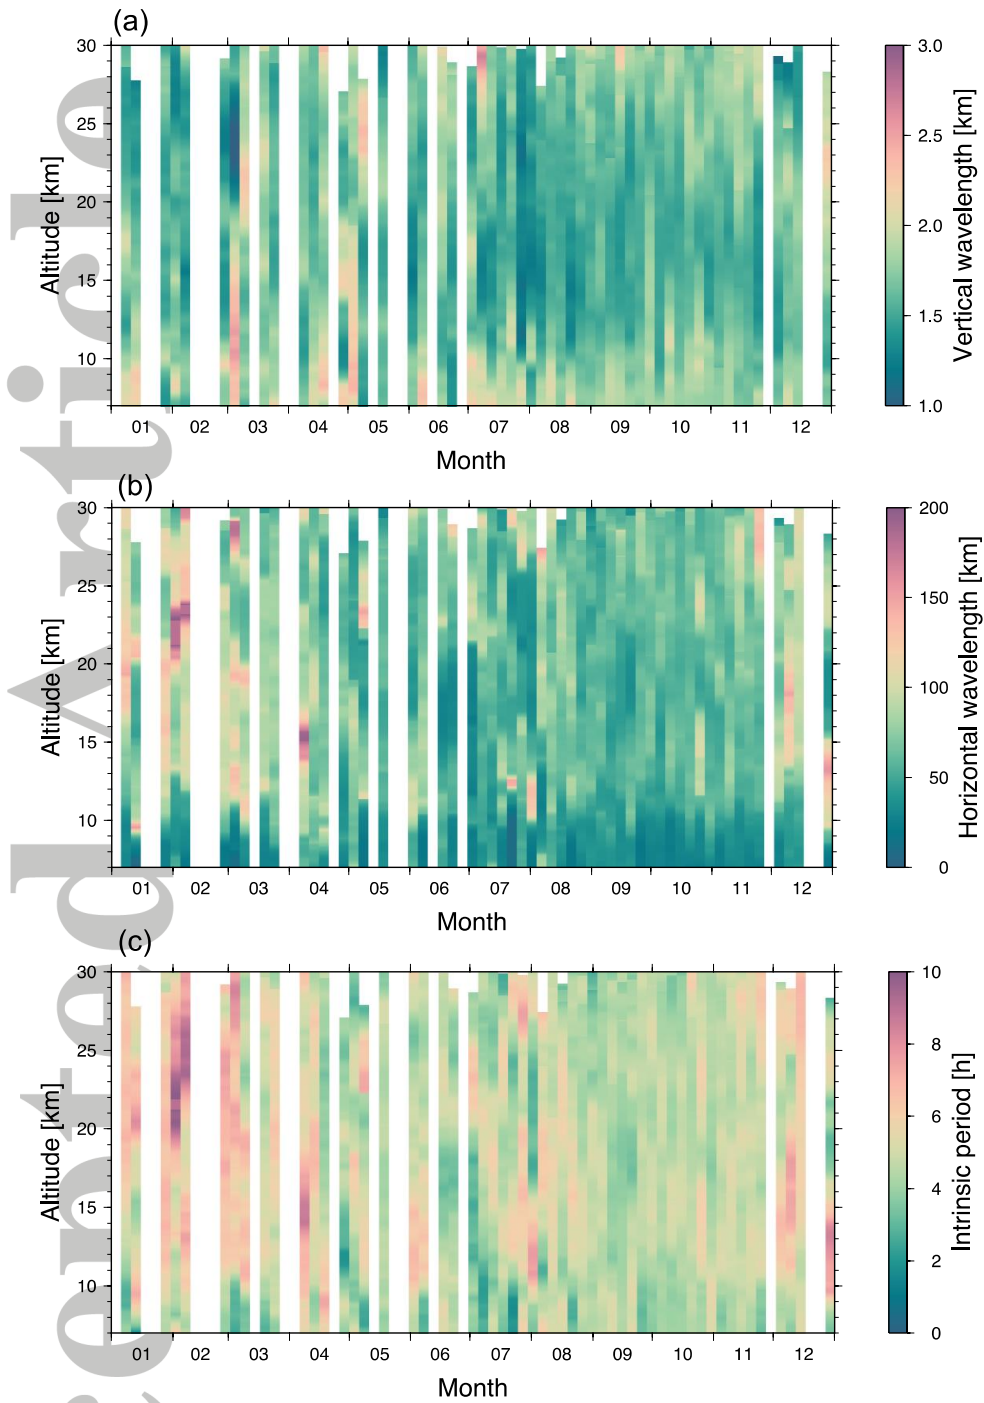 (a)
30
25
20
15
10
Altitude [km]
01 02 03 04 05 06 07 08 09 10 11 12
Month
3.0
2.5
2.0
1.5
1.0
Vertical wavelength [km]
(b)
30
25
20
15
10
Altitude [km]
01 02 03 04 05 06 07 08 09 10 11 12
Month
200
150
100
50
0
Horizontal wavelength [km]
(c)
30
25
20
15
10
Altitude [km]
01 02 03 04 05 06 07 08 09 10 11 12
Month
10
8
6
4
2
0
Intrinsic period [h]